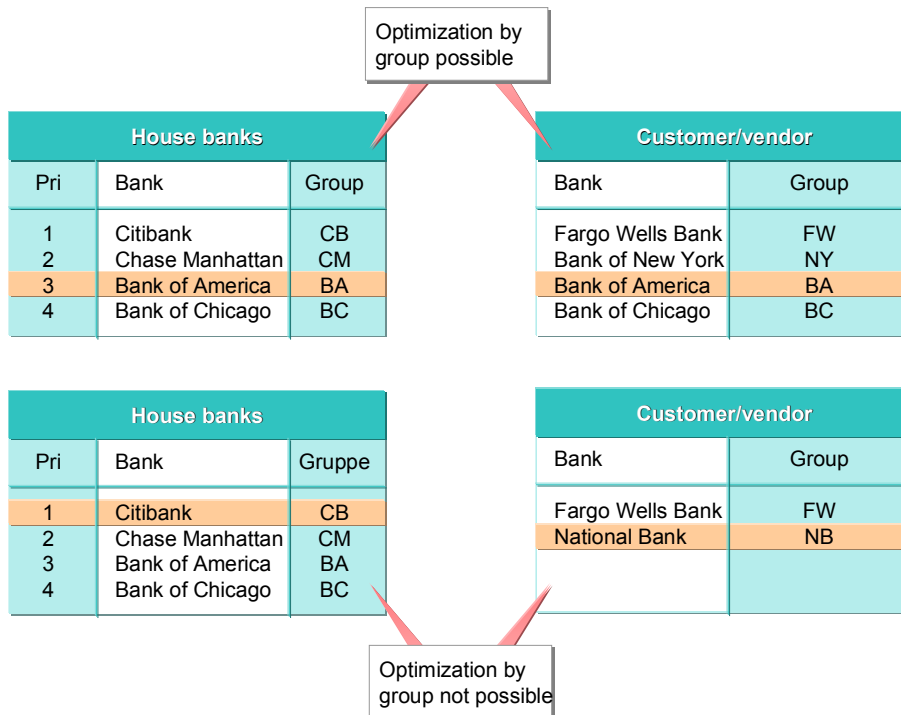 Optimization by
group possible
House banks
Pri Bank Group
1 Citibank CB
2 Chase Manhattan CM
3 Bank of America BA
4 Bank of Chicago BC
Customer/vendor
Bank Group
Fargo Wells Bank FW
Bank of New York NY
Bank of America BA
Bank of Chicago BC
House banks
Pri Bank Gruppe
1 Citibank CB
2 Chase Manhattan CM
3 Bank of America BA
4 Bank of Chicago BC
Customer/vendor
Bank Group
Fargo Wells Bank FW
National Bank NB
Optimization by
group not possible